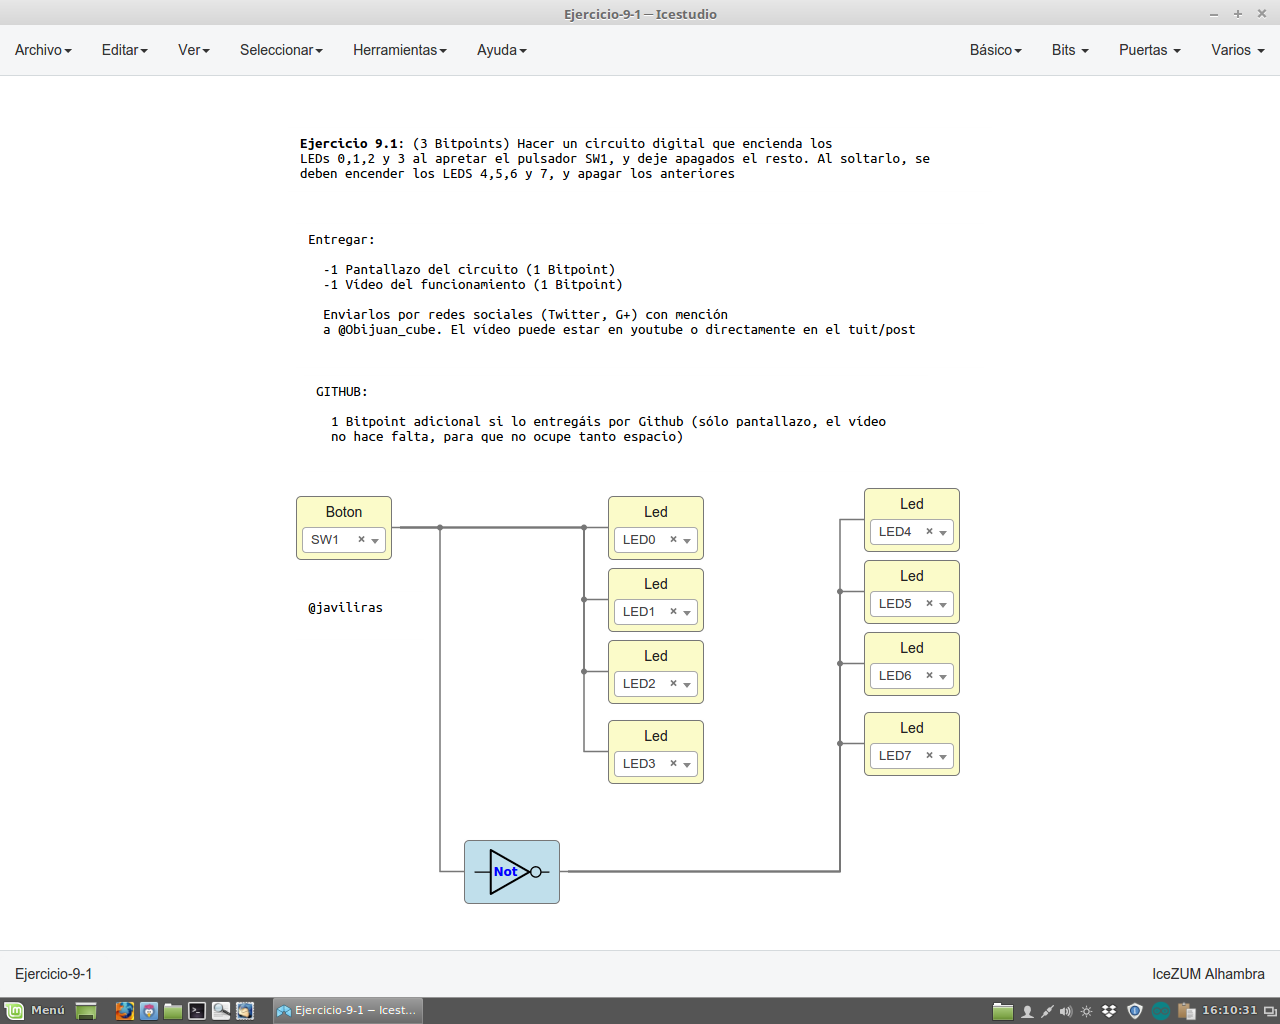 Ejercicio-9-1 — Icestudio
Archivo Editar Ver Seleccionar Herramientas Ayuda Básico Bits Puertas Varios
Ejercicio 9.1: (3 Bitpoints) Hacer un circuito digital que encienda los
LEDs 0,1,2 y 3 al apretar el pulsador SW1, y deje apagados el resto. Al soltarlo, se
deben encender los LEDS 4,5,6 y 7, y apagar los anteriores
Entregar:
-1 Pantallazo del circuito (1 Bitpoint)
-1 Vídeo del funcionamiento (1 Bitpoint)
Enviarlos por redes sociales (Twitter, G+) con mención
a @Obijuan_cube. El vídeo puede estar en youtube o directamente en el tuit/post
GITHUB:
1 Bitpoint adicional si lo entregáis por Github (sólo pantallazo, el vídeo
no hace falta, para que no ocupe tanto espacio)
Boton
SW1
@javiliras
Led
LED0
Led
LED1
Led
LED2
Led
LED3
Led
LED4
Led
LED5
Led
LED6
Led
LED7
Not
Ejercicio-9-1
IceZUM Alhambra
Menú
Ejercicio-9-1 — Icest...
16:10:31